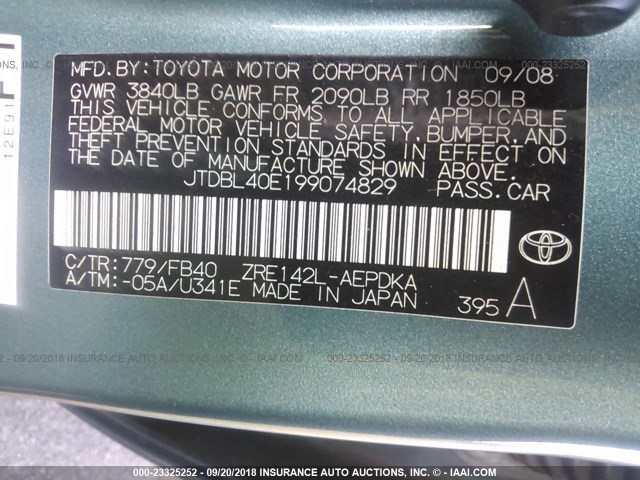 MFD.BY:TOYOTA MOTOR CORPORATION 09/08
GVWR 3840LB GAWR FR 2090LB RR 1850LB
THIS VEHICLE CONFORMS TO ALL APPLICABLE
FEDERAL MOTOR VEHICLE SAFETY, BUMPER, AND
THEFT PREVENTION STANDARDS IN EFFECT ON
THE DATE OF MANUFACTURE SHOWN ABOVE.
JTDBL40E199074829 PASS.CAR
C/TR:779/FB40 ZRE142L-AEPDKA
A/TM:-05A/U341E MADE IN JAPAN 395 A
12E91
000-23325252 - 09/20/2018 INSURANCE AUTO AUCTIONS, INC. © - IAAI.COM